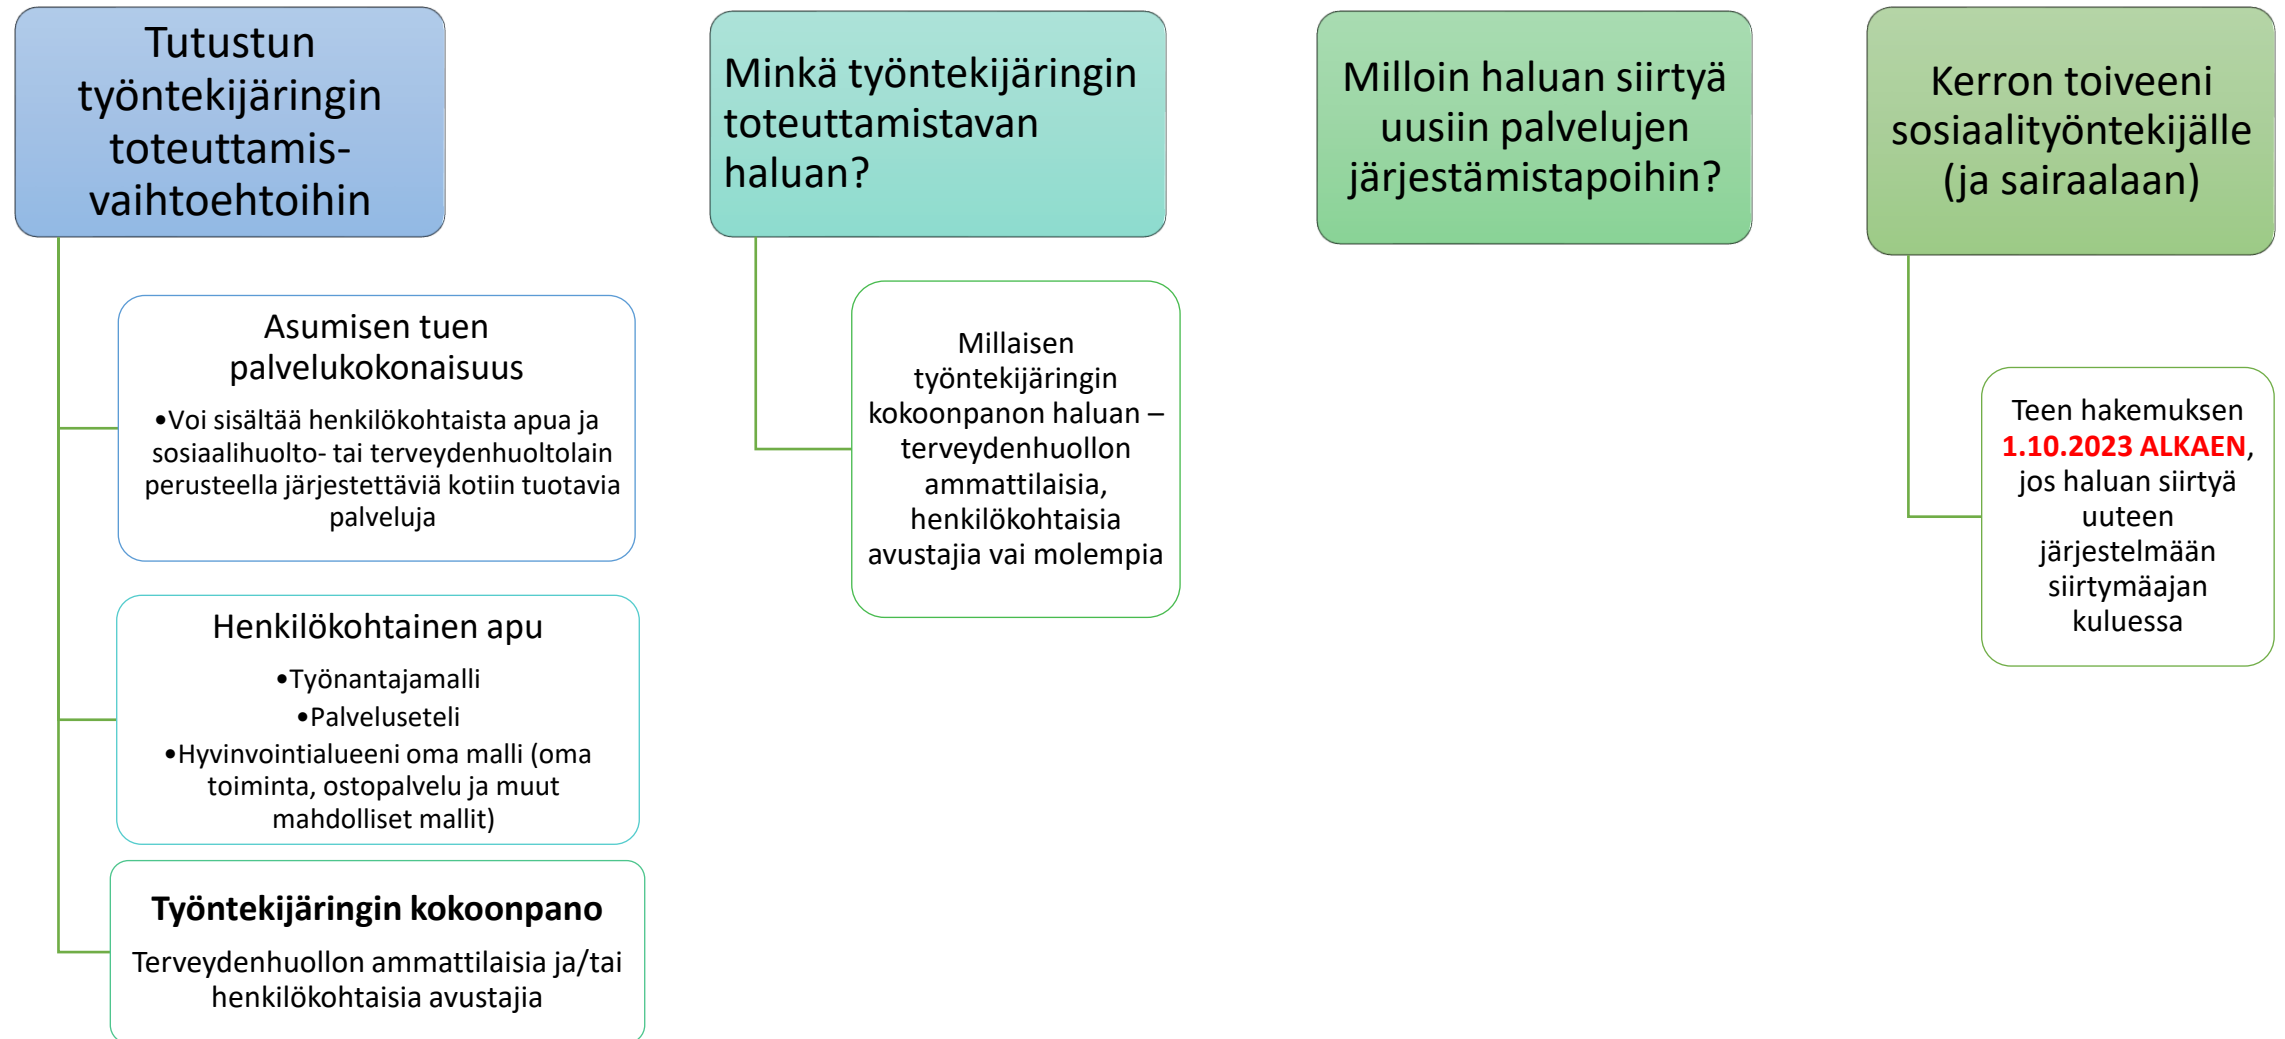 Tutustun
työntekijäringin
toteuttamis-
vaihtoehtoihin
Asumisen tuen
palvelukokonaisuus
•Voi sisältää henkilökohtaista apua ja
sosiaalihuolto- tai terveydenhuoltolain
perusteella järjestettäviä kotiin tuotavia
palveluja
Henkilökohtainen apu
•Työnantajamalli
•Palveluseteli
•Hyvinvointialueeni oma malli (oma
toiminta, ostopalvelu ja muut
mahdolliset mallit)
Työntekijäringin kokoonpano
Terveydenhuollon ammattilaisia ja/tai
henkilökohtaisia avustajia
Minkä työntekijäringin
toteuttamistavan
haluan?
Millaisen
työntekijäringin
kokoonpanon haluan –
terveydenhuollon
ammattilaisia,
henkilökohtaisia
avustajia vai molempia
Milloin haluan siirtyä
uusiin palvelujen
järjestämistapoihin?
Kerron toiveeni
sosiaalityöntekijälle
(ja sairaalaan)
Teen hakemuksen
1.10.2023 ALKAEN,
jos haluan siirtyä
uuteen
järjestelmään
siirtymäajan
kuluessa